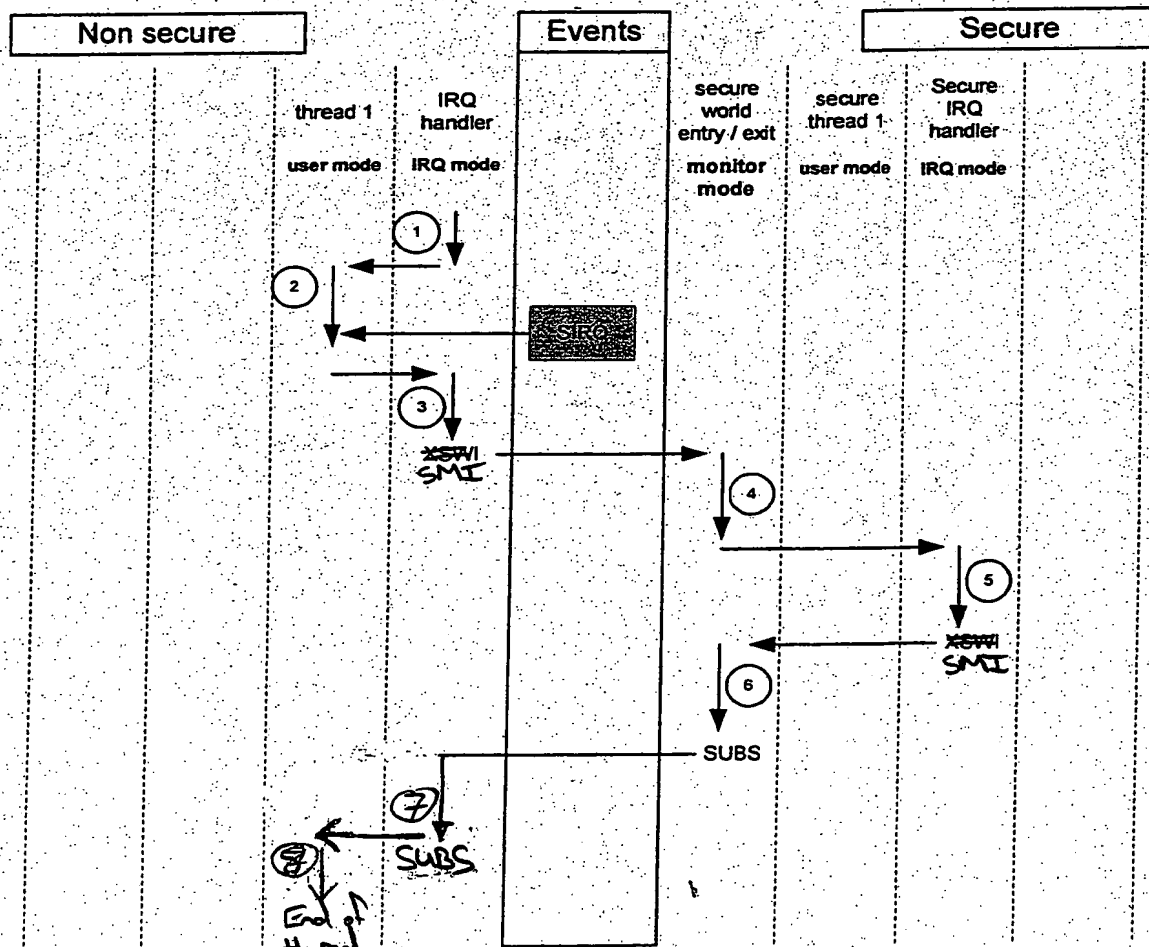 Non secure
Events
Secure
thread 1
user mode
IRQ
handler
IRQ mode
secure
world
entry / exit
monitor
mode
secure
thread 1
user mode
Secure
IRQ
handler
IRQ mode
1
2
SIRQ
3
XSWI
SMI
4
5
XSWI
SMI
6
SUBS
7
SUBS
8
End of